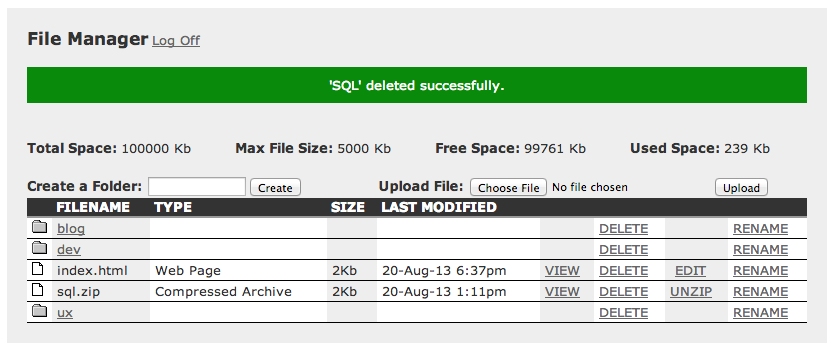 File Manager Log Off
'SQL' deleted successfully.
Total Space: 100000 Kb Max File Size: 5000 Kb Free Space: 99761 Kb Used Space: 239 Kb
Create a Folder: Create Upload File: Choose File No file chosen Upload
FILENAME TYPE SIZE LAST MODIFIED
blog DELETE RENAME
dev DELETE RENAME
index.html Web Page 2Kb 20-Aug-13 6:37pm VIEW DELETE EDIT RENAME
sql.zip Compressed Archive 2Kb 20-Aug-13 1:11pm VIEW DELETE UNZIP RENAME
ux DELETE RENAME